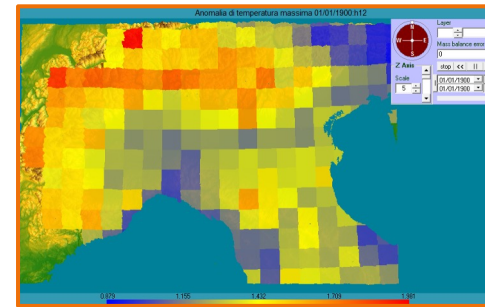 Anomalia di temperatura massima 01/01/1900.h12
Layer
Mass balance error
0
N
W E
S
Z Axis
Scale
5
stop << II
01/01/1900
01/01/1900
0.879 1.155 1.432 1.709 1.981